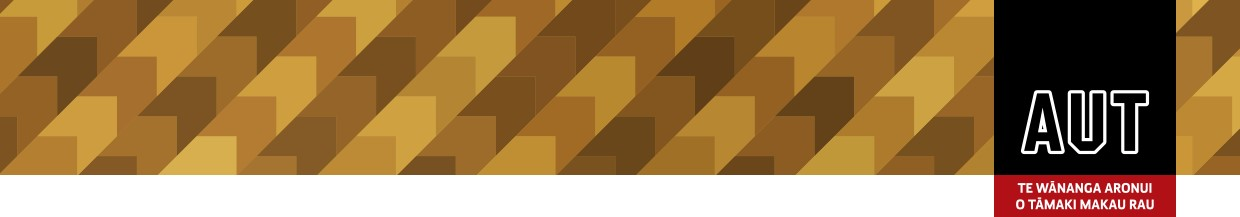 AUT
TE WĀNANGA ARONUI
O TĀMAKI MAKAU RAU